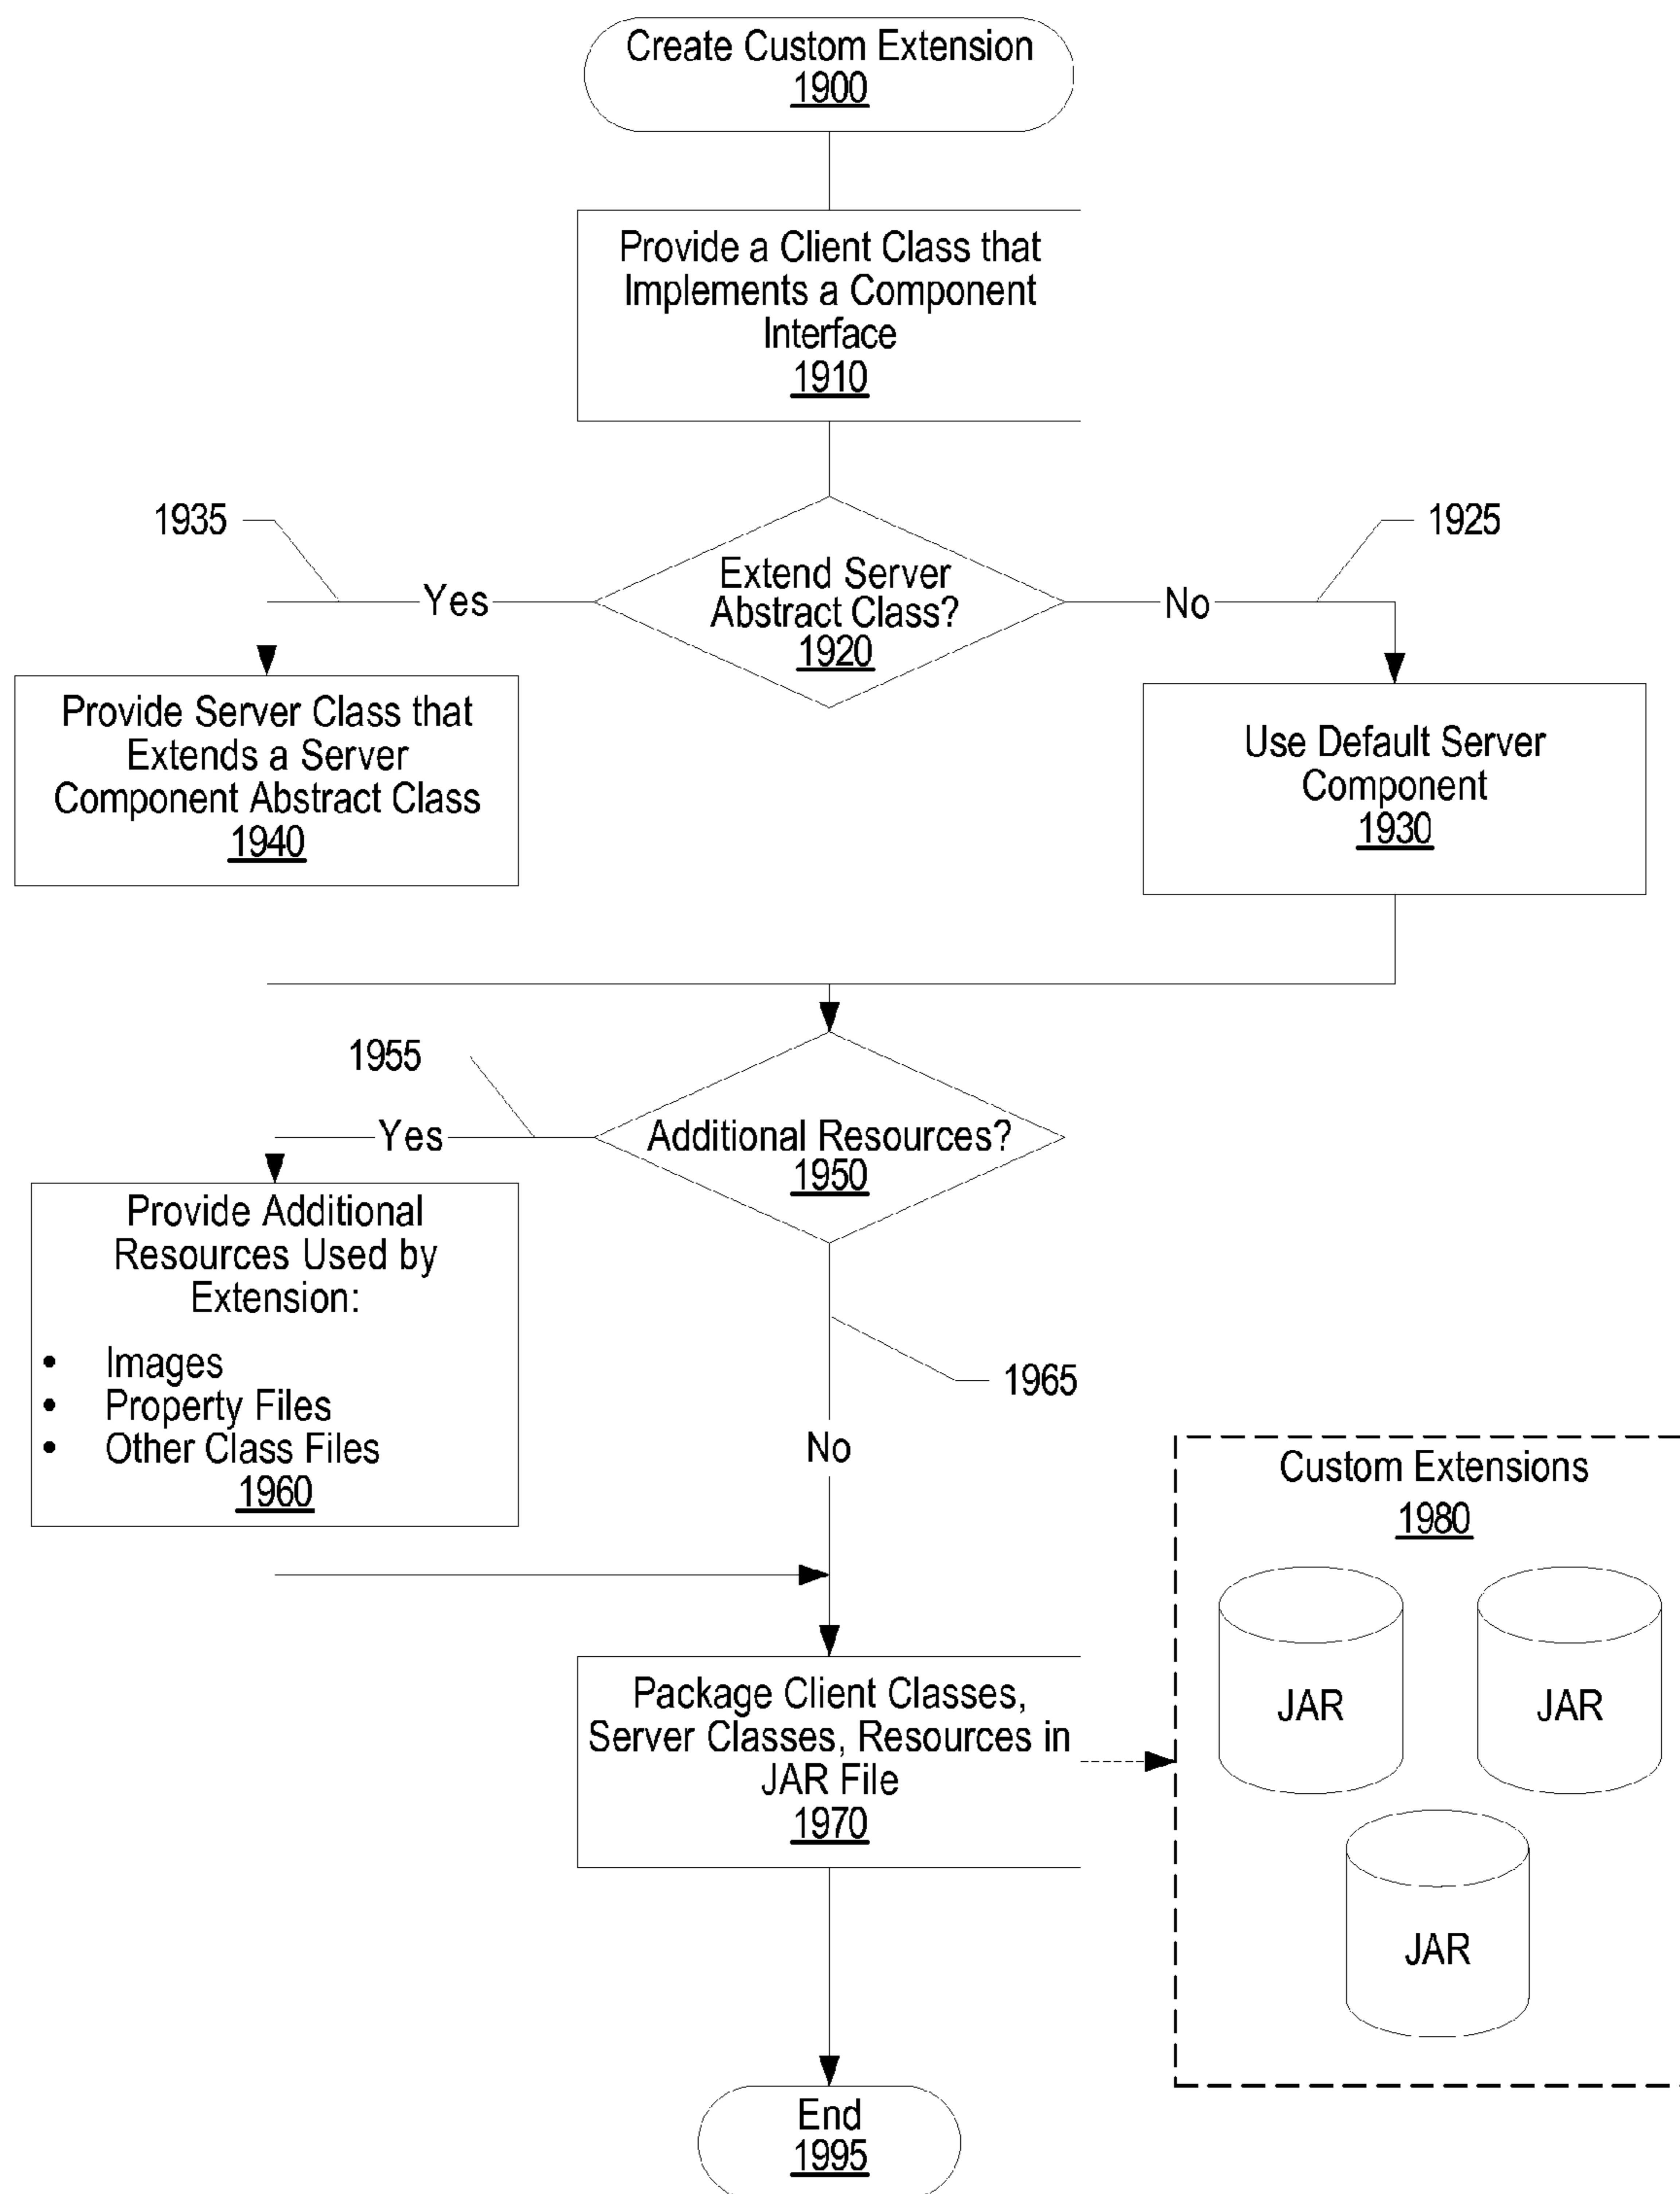 Create Custom Extension
1900
Provide a Client Class that
Implements a Component
Interface
1910
1935
1925
Extend Server
Abstract Class?
1920
Yes
No
Provide Server Class that
Extends a Server
Component Abstract Class
1940
Use Default Server
Component
1930
1955
Yes
Additional Resources?
1950
Provide Additional
Resources Used by
Extension:
• Images
• Property Files
• Other Class Files
1960
1965
No
Custom Extensions
1980
JAR
JAR
JAR
Package Client Classes,
Server Classes, Resources in
JAR File
1970
End
1995